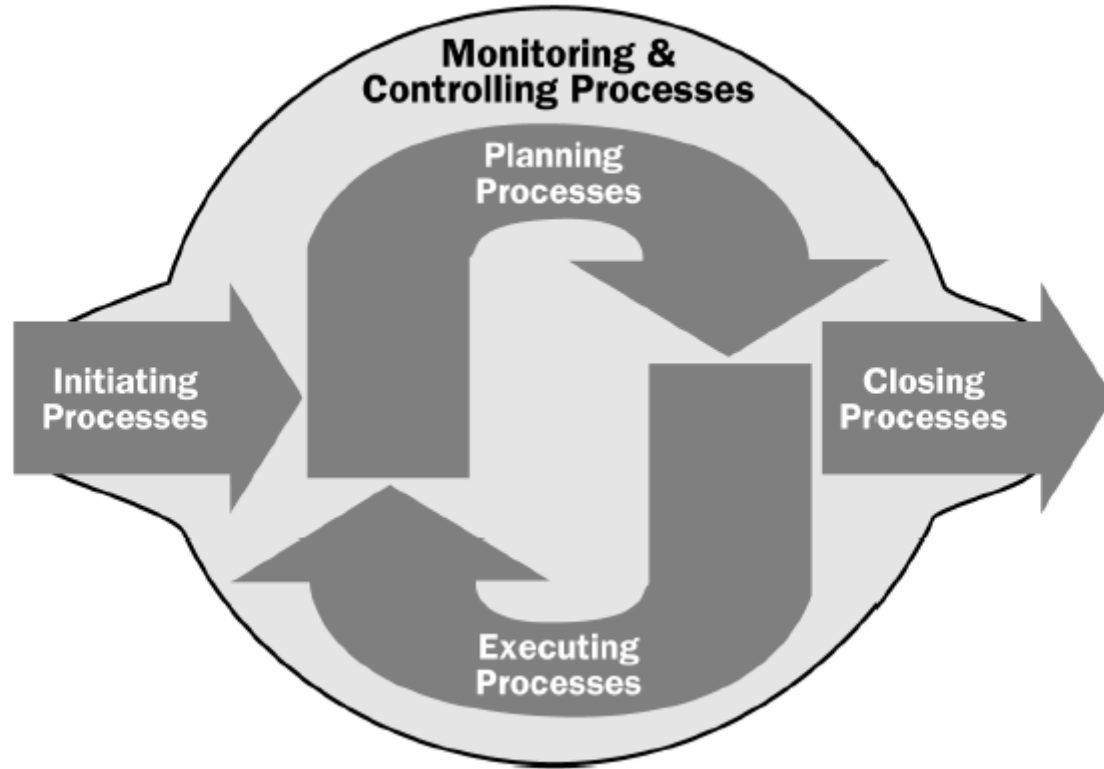 Monitoring &
Controlling Processes
Planning
Processes
Initiating
Processes
Closing
Processes
Executing
Processes